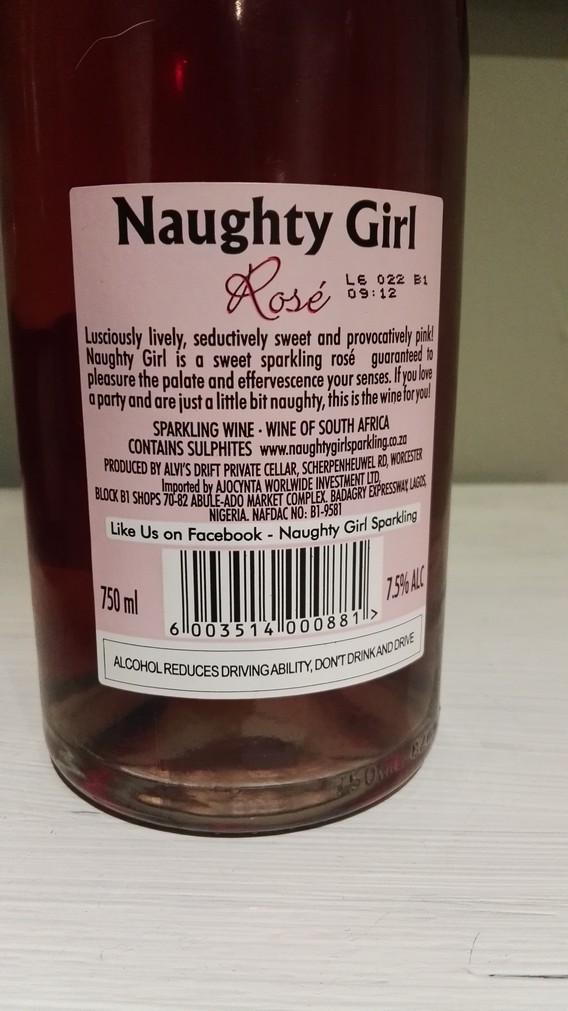 Naughty Girl
Rosé
L6 022 B1
09:12
Lusciously lively, seductively sweet and provocatively pink!
Naughty Girl is a sweet sparkling rosé guaranteed to
pleasure the palate and effervescence your senses. If you love
a party and are just a little bit naughty, this is the wine for you!
SPARKLING WINE · WINE OF SOUTH AFRICA
CONTAINS SULPHITES www.naughtygirlsparkling.co.za
PRODUCED BY ALVI'S DRIFT PRIVATE CELLAR, SCHERPENHEUWEL RD, WORCESTER
Imported by AJOCYNTA WORLWIDE INVESTMENT LTD.
BLOCK B1 SHOPS 70-82 ABULE-ADO MARKET COMPLEX. BADAGRY EXPRESSWAY, LAGOS,
NIGERIA. NAFDAC NO: B1-9581
Like Us on Facebook - Naughty Girl Sparkling
750 ml
7.5% ALC
6 003514 000881 >
ALCOHOL REDUCES DRIVING ABILITY, DON'T DRINK AND DRIVE